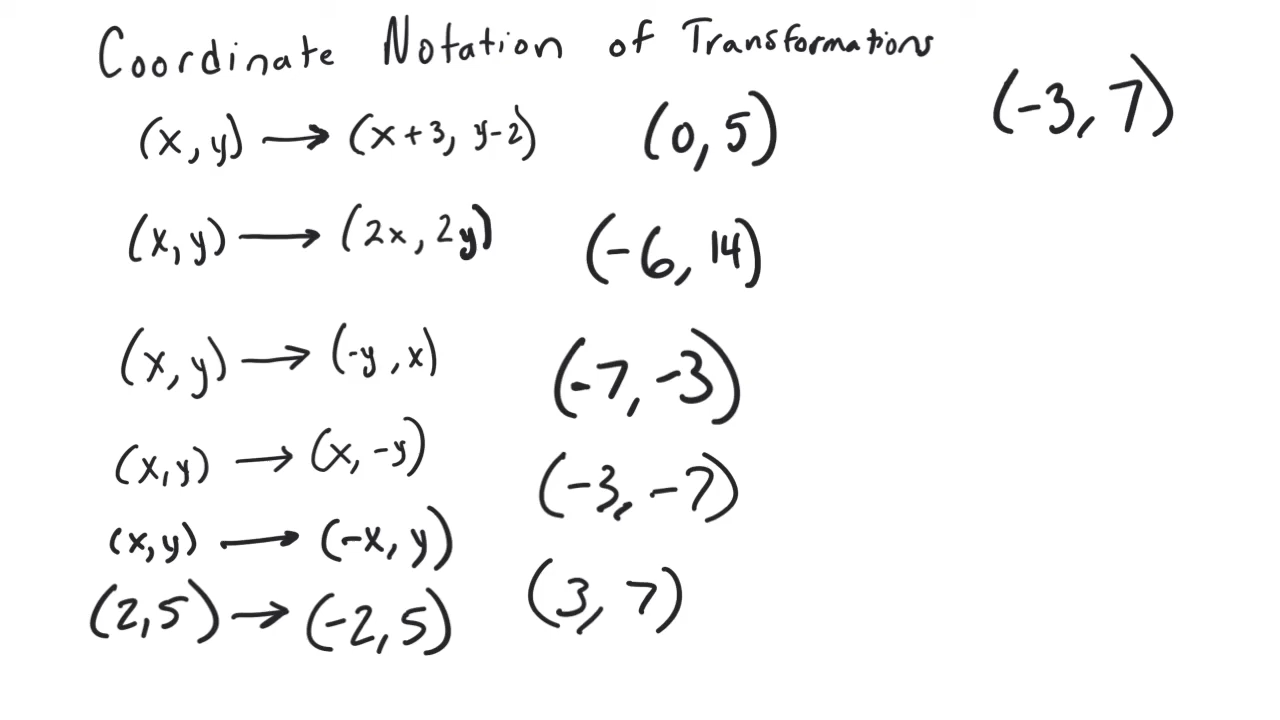 Coordinate Notation of Transformations
(-3, 7)
(x, y) → (x+3, y-2) (0, 5)
(x, y) → (2x, 2y) (-6, 14)
(x, y) → (-y, x) (-7, -3)
(x, y) → (x, -y) (-3, -7)
(x, y) → (-x, y)
(2, 5) → (-2, 5) (3, 7)